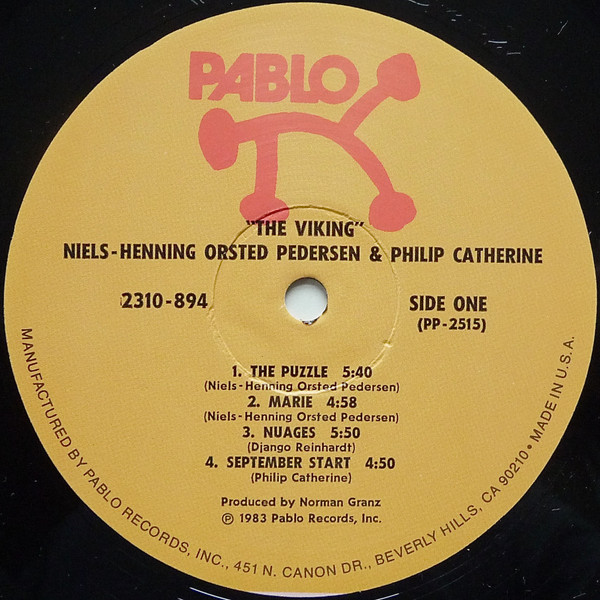 PABLO
"THE VIKING"
NIELS-HENNING ORSTED PEDERSEN & PHILIP CATHERINE
2310-894
SIDE ONE
(PP-2515)
1. THE PUZZLE 5:40
(Niels-Henning Orsted Pedersen)
2. MARIE 4:58
(Niels-Henning Orsted Pedersen)
3. NUAGES 5:50
(Django Reinhardt)
4. SEPTEMBER START 4:50
(Philip Catherine)
Produced by Norman Granz
℗ 1983 Pablo Records, Inc.
MANUFACTURED BY PABLO RECORDS, INC., 451 N. CANON DR., BEVERLY HILLS, CA 90210 • MADE IN U.S.A.